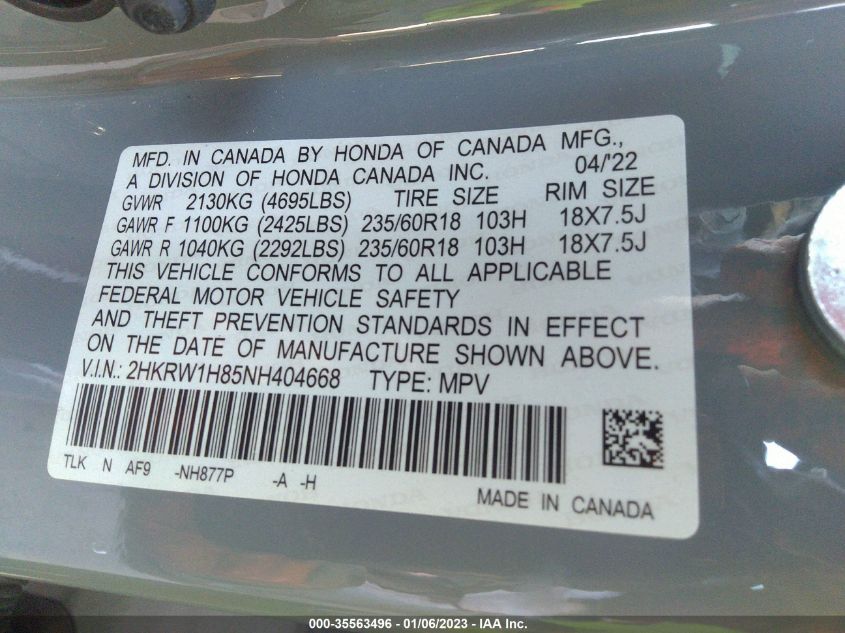 MFD. IN CANADA BY HONDA OF CANADA MFG.,
A DIVISION OF HONDA CANADA INC. 04/'22
GVWR 2130KG (4695LBS) TIRE SIZE RIM SIZE
GAWR F 1100KG (2425LBS) 235/60R18 103H 18X7.5J
GAWR R 1040KG (2292LBS) 235/60R18 103H 18X7.5J
THIS VEHICLE CONFORMS TO ALL APPLICABLE
FEDERAL MOTOR VEHICLE SAFETY
AND THEFT PREVENTION STANDARDS IN EFFECT
ON THE DATE OF MANUFACTURE SHOWN ABOVE.
V.I.N.: 2HKRW1H85NH404668 TYPE: MPV
TLK N AF9 -NH877P -A -H
MADE IN CANADA
000-35563496 - 01/06/2023 - IAA Inc.